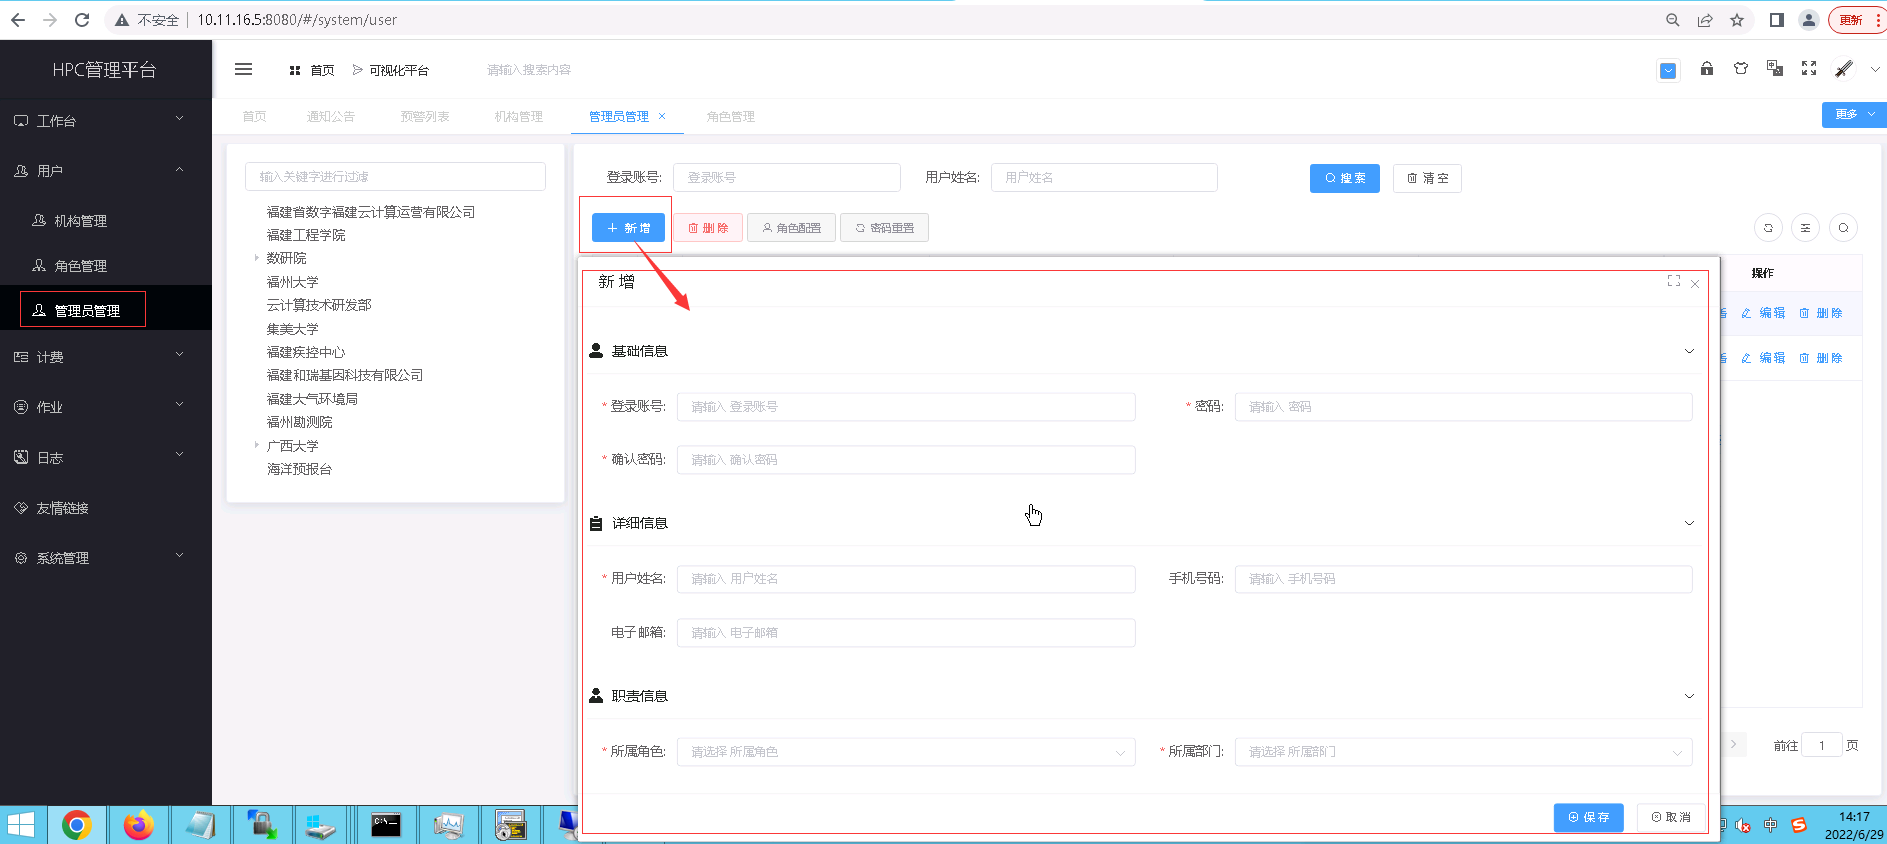 不安全 10.11.16.5:8080/#/system/user
更新
HPC管理平台
首页
可视化平台
请输入搜索内容
首页
通知公告
预警列表
机构管理
管理员管理
角色管理
更多
工作台
用户
机构管理
角色管理
管理员管理
计费
作业
日志
友情链接
系统管理
输入关键字进行过滤
福建省数字福建云计算运营有限公司
福建工程学院
数研院
福州大学
云计算技术研发部
集美大学
福建疾控中心
福建和瑞基因科技有限公司
福建大气环境局
福州勘测院
广西大学
海洋预报台
登录账号: 登录账号
用户姓名: 用户姓名
搜索
清空
新增
删除
角色配置
密码重置
操作
编辑 删除
编辑 删除
新增
基础信息
* 登录账号: 请输入 登录账号
* 密码: 请输入 密码
* 确认密码: 请输入 确认密码
详细信息
* 用户姓名: 请输入 用户姓名
手机号码: 请输入 手机号码
电子邮箱: 请输入 电子邮箱
职责信息
* 所属角色: 请选择 所属角色
* 所属部门: 请选择 所属部门
保存
取消
前往 1 页
中
14:17
2022/6/29